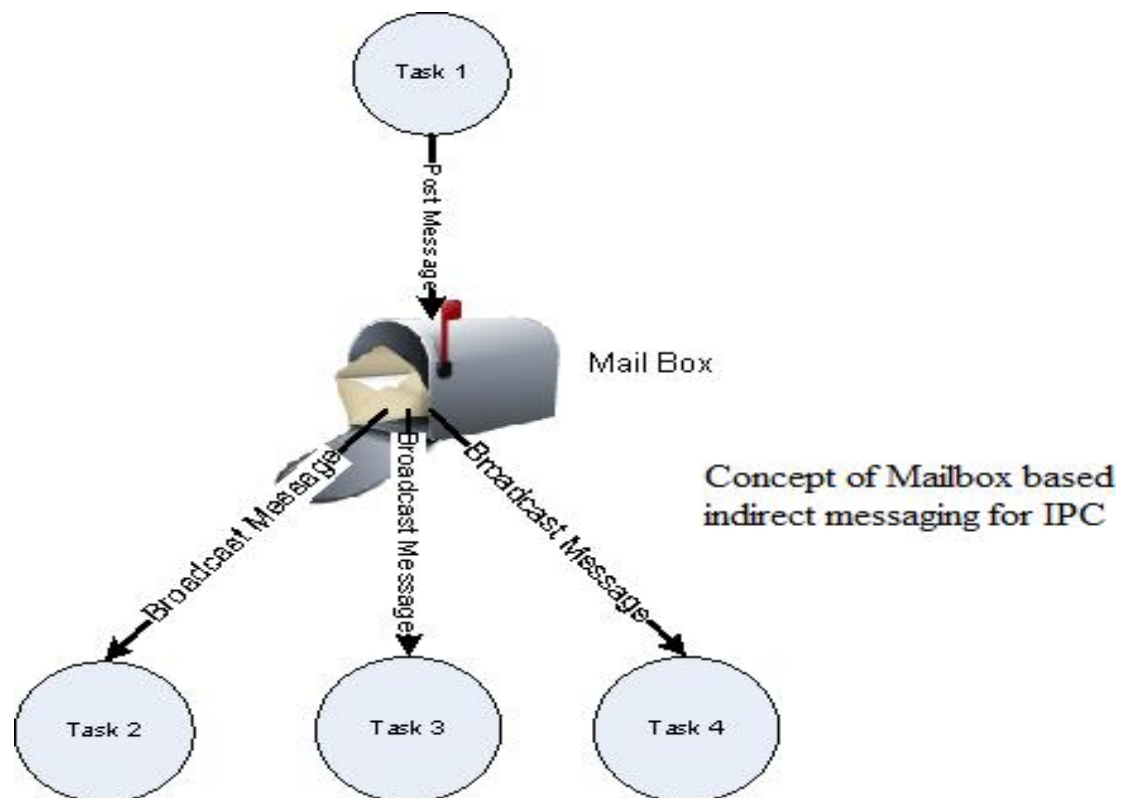 Task 1
Post Message
Mail Box
Broadcast Message
Broadcast Message
Broadcast Message
Concept of Mailbox based
indirect messaging for IPC
Task 2
Task 3
Task 4